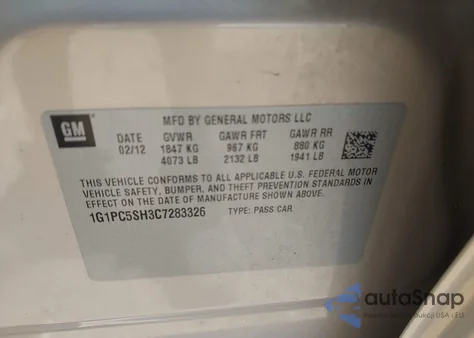 GM
MFD BY GENERAL MOTORS LLC
DATE GVWR GAWR FRT GAWR RR
02/12 1847 KG 967 KG 880 KG
4073 LB 2132 LB 1941 LB
THIS VEHICLE CONFORMS TO ALL APPLICABLE U.S. FEDERAL MOTOR
VEHICLE SAFETY, BUMPER, AND THEFT PREVENTION STANDARDS IN
EFFECT ON THE DATE OF MANUFACTURE SHOWN ABOVE.
1G1PC5SH3C7283326 TYPE: PASS CAR
autoSnap
USA - EU